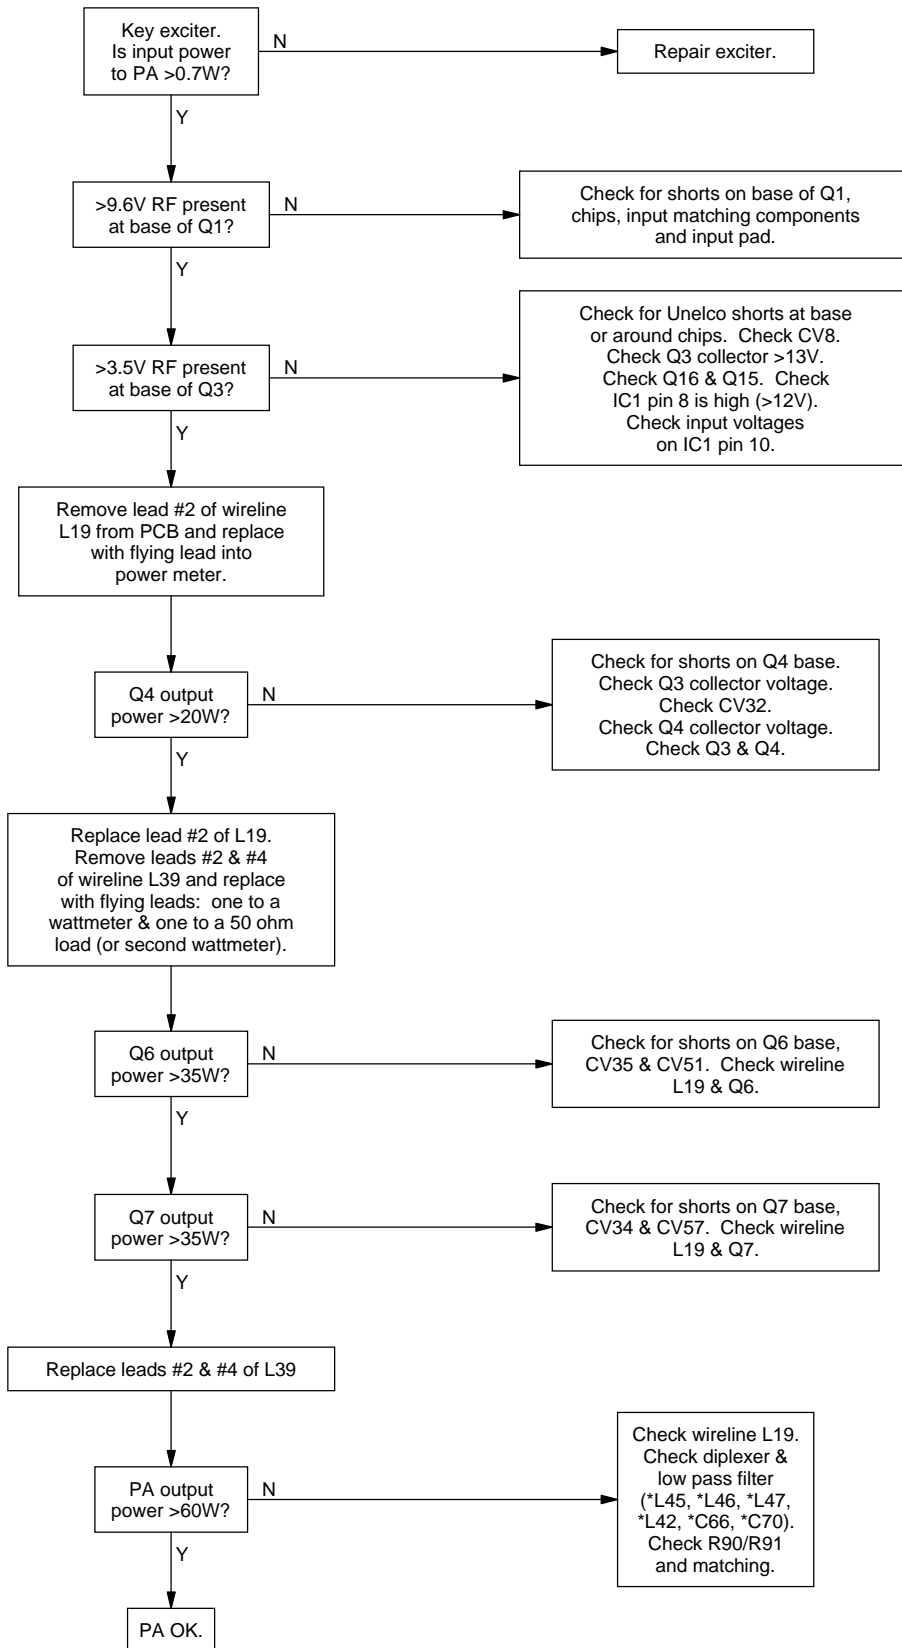 Key exciter.
Is input power
to PA >0.7W?
N
Repair exciter.
Y
>9.6V RF present
at base of Q1?
N
Check for shorts on base of Q1,
chips, input matching components
and input pad.
Y
>3.5V RF present
at base of Q3?
N
Check for Unelco shorts at base
or around chips. Check CV8.
Check Q3 collector >13V.
Check Q16 & Q15. Check
IC1 pin 8 is high (>12V).
Check input voltages
on IC1 pin 10.
Y
Remove lead #2 of wireline
L19 from PCB and replace
with flying lead into
power meter.
Q4 output
power >20W?
N
Check for shorts on Q4 base.
Check Q3 collector voltage.
Check CV32.
Check Q4 collector voltage.
Check Q3 & Q4.
Y
Replace lead #2 of L19.
Remove leads #2 & #4
of wireline L39 and replace
with flying leads: one to a
wattmeter & one to a 50 ohm
load (or second wattmeter).
Q6 output
power >35W?
N
Check for shorts on Q6 base,
CV35 & CV51. Check wireline
L19 & Q6.
Y
Q7 output
power >35W?
N
Check for shorts on Q7 base,
CV34 & CV57. Check wireline
L19 & Q7.
Y
Replace leads #2 & #4 of L39
PA output
power >60W?
N
Check wireline L19.
Check diplexer &
low pass filter
(*L45, *L46, *L47,
*L42, *C66, *C70).
Check R90/R91
and matching.
Y
PA OK.